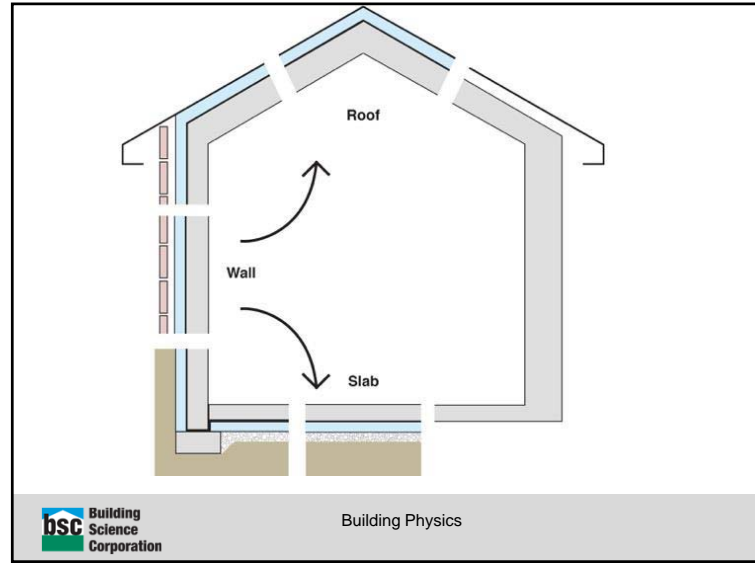 Roof
Wall
Slab
bsc Building
Science
Corporation
Building Physics